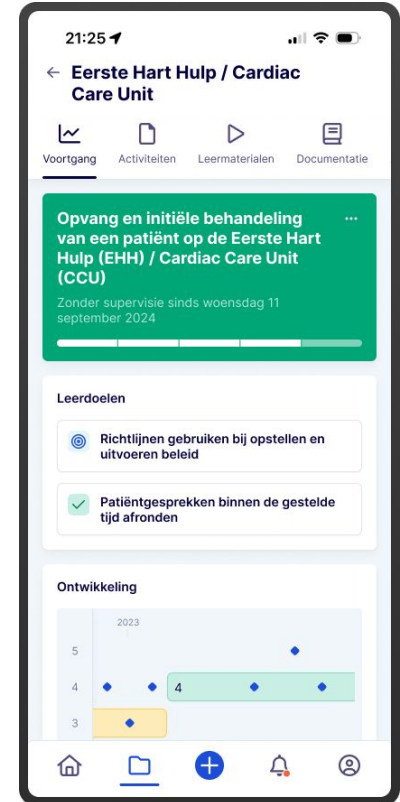 21:25
Eerste Hart Hulp / Cardiac
Care Unit
Voortgang
Activiteiten
Leermaterialen
Documentatie
Opvang en initiële behandeling
van een patiënt op de Eerste Hart
Hulp (EHH) / Cardiac Care Unit
(CCU)
Zonder supervisie sinds woensdag 11
september 2024
Leerdoelen
Richtlijnen gebruiken bij opstellen en
uitvoeren beleid
Patiëntgesprekken binnen de gestelde
tijd afronden
Ontwikkeling
2023
5
4
4
3